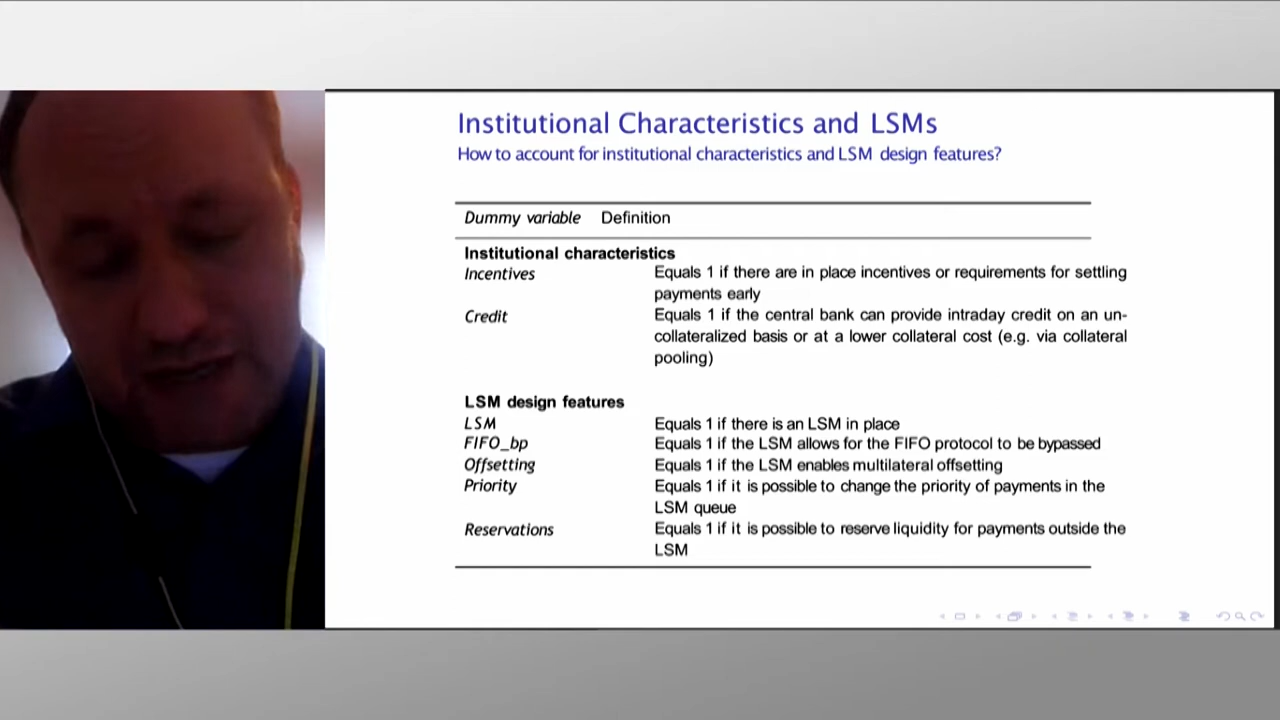 Institutional Characteristics and LSMs
How to account for institutional characteristics and LSM design features?
Dummy variable Definition
Institutional characteristics
Incentives Equals 1 if there are in place incentives or requirements for settling
payments early
Credit Equals 1 if the central bank can provide intraday credit on an un-
collateralized basis or at a lower collateral cost (e.g. via collateral
pooling)
LSM design features
LSM Equals 1 if there is an LSM in place
FIFO_bp Equals 1 if the LSM allows for the FIFO protocol to be bypassed
Offsetting Equals 1 if the LSM enables multilateral offsetting
Priority Equals 1 if it is possible to change the priority of payments in the
LSM queue
Reservations Equals 1 if it is possible to reserve liquidity for payments outside the
LSM